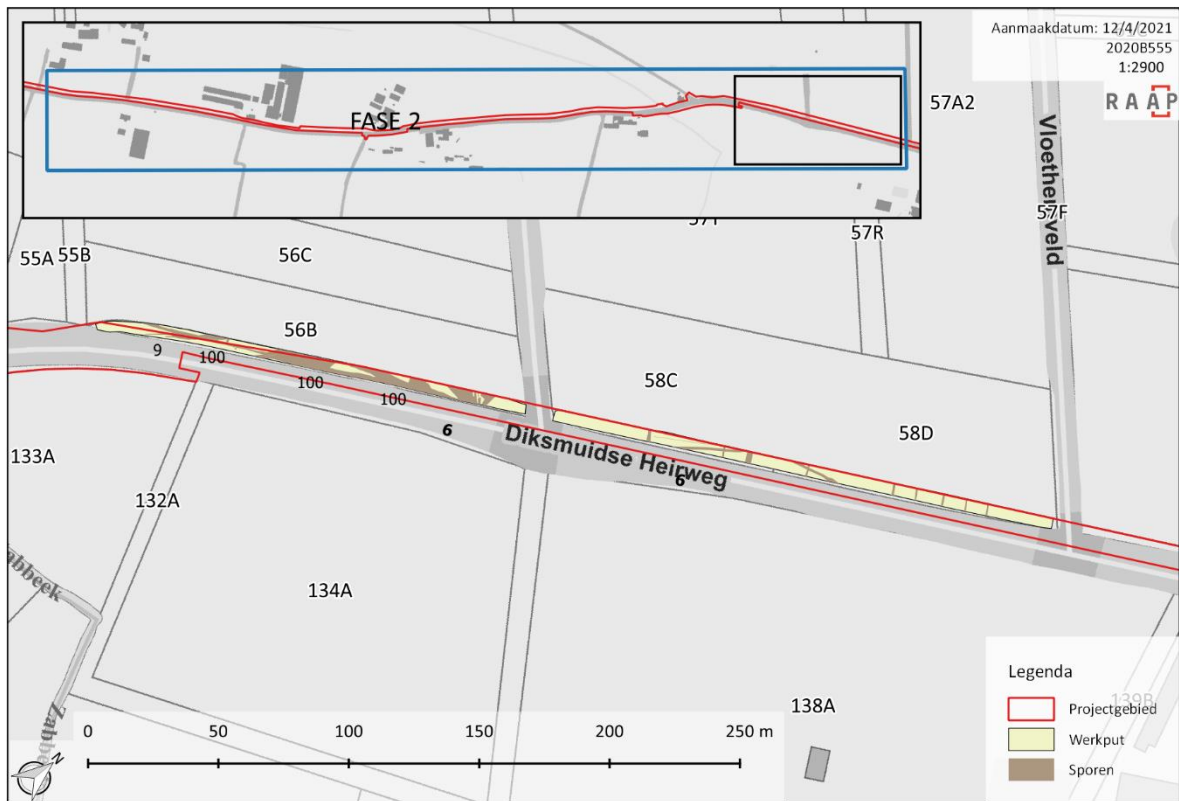 Aanmaakdatum: 12/4/2021
2020B555
1:2900
RAAP
FASE 2
57A2
Vloethemveld
57F
57R
55A
55B
56C
56B
9
100
100
100
58C
6
Diksmuidse Heirweg
58D
6
133A
132A
134A
Zabbe
138A
139B
0 50 100 150 200 250 m
N
Legenda
Projectgebied
Werkput
Sporen